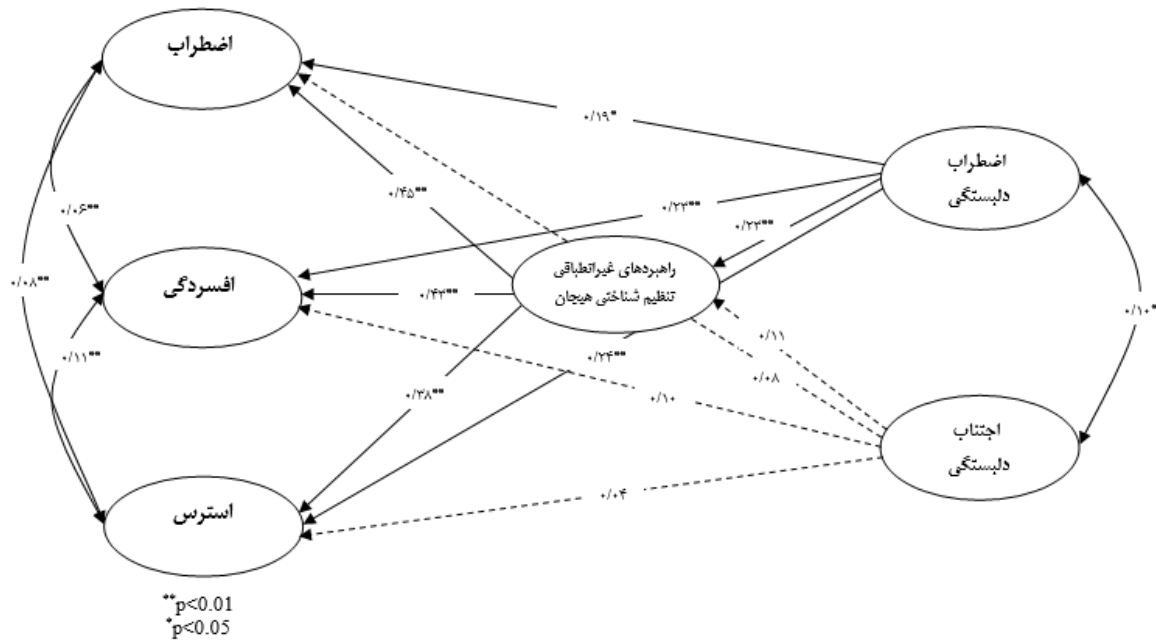 اضطراب
۰/۱۹*
اضطراب
دلبستگی
۰/۴۵**
۰/۰۶**
۰/۲۳**
۰/۲۳**
راهبردهای غیرانطباقی
تنظیم شناختی هیجان
۰/۰۸**
افسردگی
۰/۴۳**
۰/۱۰*
۰/۱۱
۰/۱۱**
۰/۲۴**
۰/۰۸
۰/۳۸**
۰/۱۰
اجتناب
دلبستگی
۰/۰۴
استرس
**p<0.01
*p<0.05